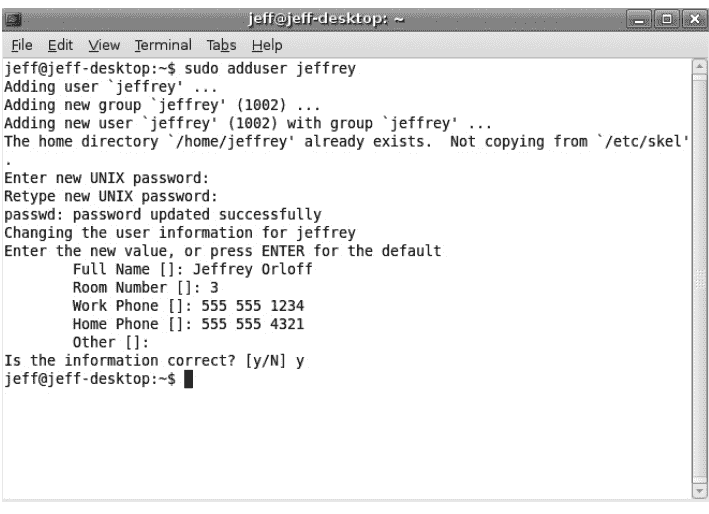 jeff@jeff-desktop: ~
File Edit View Terminal Tabs Help
jeff@jeff-desktop:~$ sudo adduser jeffrey
Adding user `jeffrey' ...
Adding new group `jeffrey' (1002) ...
Adding new user `jeffrey' (1002) with group `jeffrey' ...
The home directory `/home/jeffrey' already exists.  Not copying from `/etc/skel'
.
Enter new UNIX password:
Retype new UNIX password:
passwd: password updated successfully
Changing the user information for jeffrey
Enter the new value, or press ENTER for the default
        Full Name []: Jeffrey Orloff
        Room Number []: 3
        Work Phone []: 555 555 1234
        Home Phone []: 555 555 4321
        Other []:
Is the information correct? [y/N] y
jeff@jeff-desktop:~$